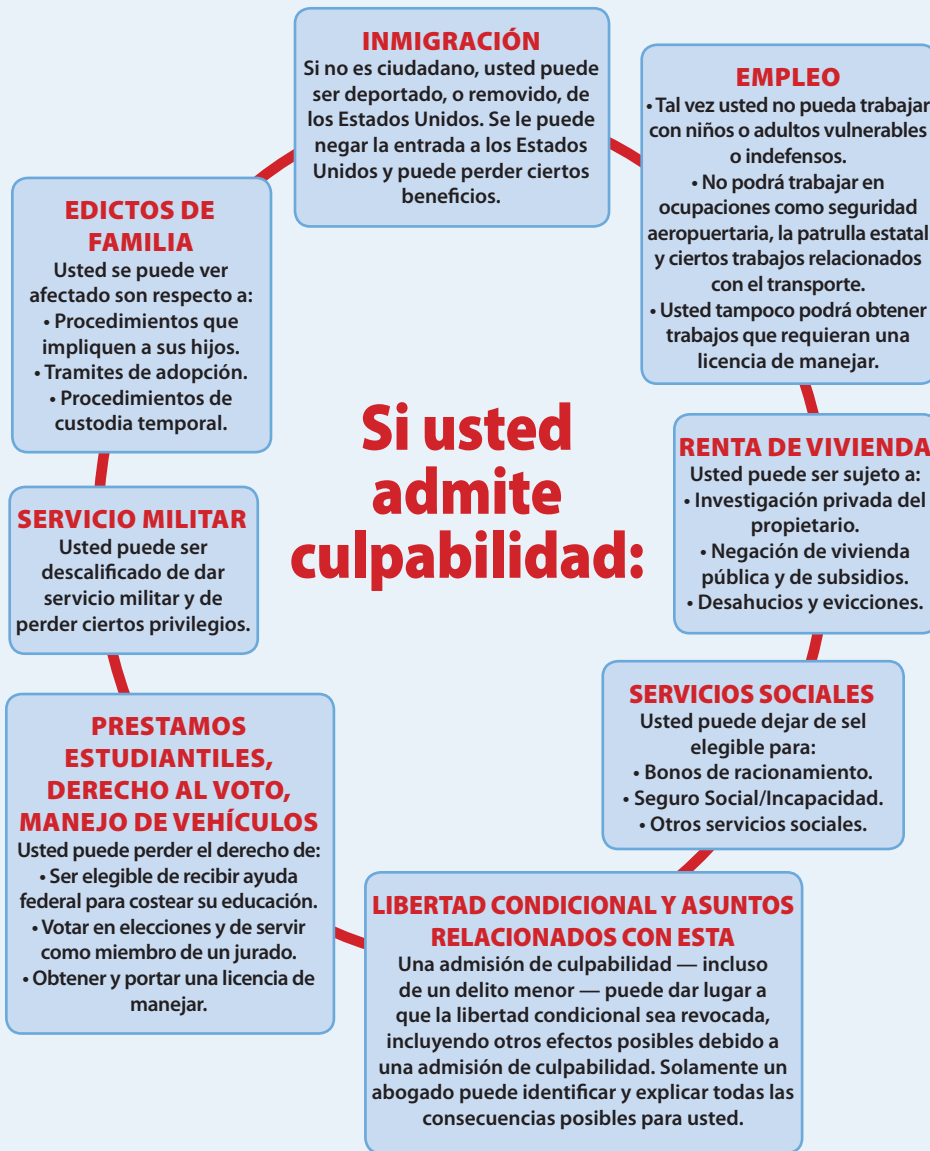 Si usted
admite
culpabilidad:
INMIGRACIÓN
Si no es ciudadano, usted puede
ser deportado, o removido, de
los Estados Unidos. Se le puede
negar la entrada a los Estados
Unidos y puede perder ciertos
beneficios.
EMPLEO
• Tal vez usted no pueda trabajar
con niños o adultos vulnerables
o indefensos.
• No podrá trabajar en
ocupaciones como seguridad
aeropuertaria, la patrulla estatal
y ciertos trabajos relacionados
con el transporte.
• Usted tampoco podrá obtener
trabajos que requieran una
licencia de manejar.
RENTA DE VIVIENDA
Usted puede ser sujeto a:
• Investigación privada del
propietario.
• Negación de vivienda
pública y de subsidios.
• Desahucios y evicciones.
SERVICIOS SOCIALES
Usted puede dejar de sel
elegible para:
• Bonos de racionamiento.
• Seguro Social/Incapacidad.
• Otros servicios sociales.
LIBERTAD CONDICIONAL Y ASUNTOS
RELACIONADOS CON ESTA
Una admisión de culpabilidad — incluso
de un delito menor — puede dar lugar a
que la libertad condicional sea revocada,
incluyendo otros efectos posibles debido a
una admisión de culpabilidad. Solamente un
abogado puede identificar y explicar todas las
consecuencias posibles para usted.
PRESTAMOS
ESTUDIANTILES,
DERECHO AL VOTO,
MANEJO DE VEHÍCULOS
Usted puede perder el derecho de:
• Ser elegible de recibir ayuda
federal para costear su educación.
• Votar en elecciones y de servir
como miembro de un jurado.
• Obtener y portar una licencia de
manejar.
SERVICIO MILITAR
Usted puede ser
descalificado de dar
servicio militar y de
perder ciertos privilegios.
EDICTOS DE
FAMILIA
Usted se puede ver
afectado son respecto a:
• Procedimientos que
impliquen a sus hijos.
• Tramites de adopción.
• Procedimientos de
custodia temporal.